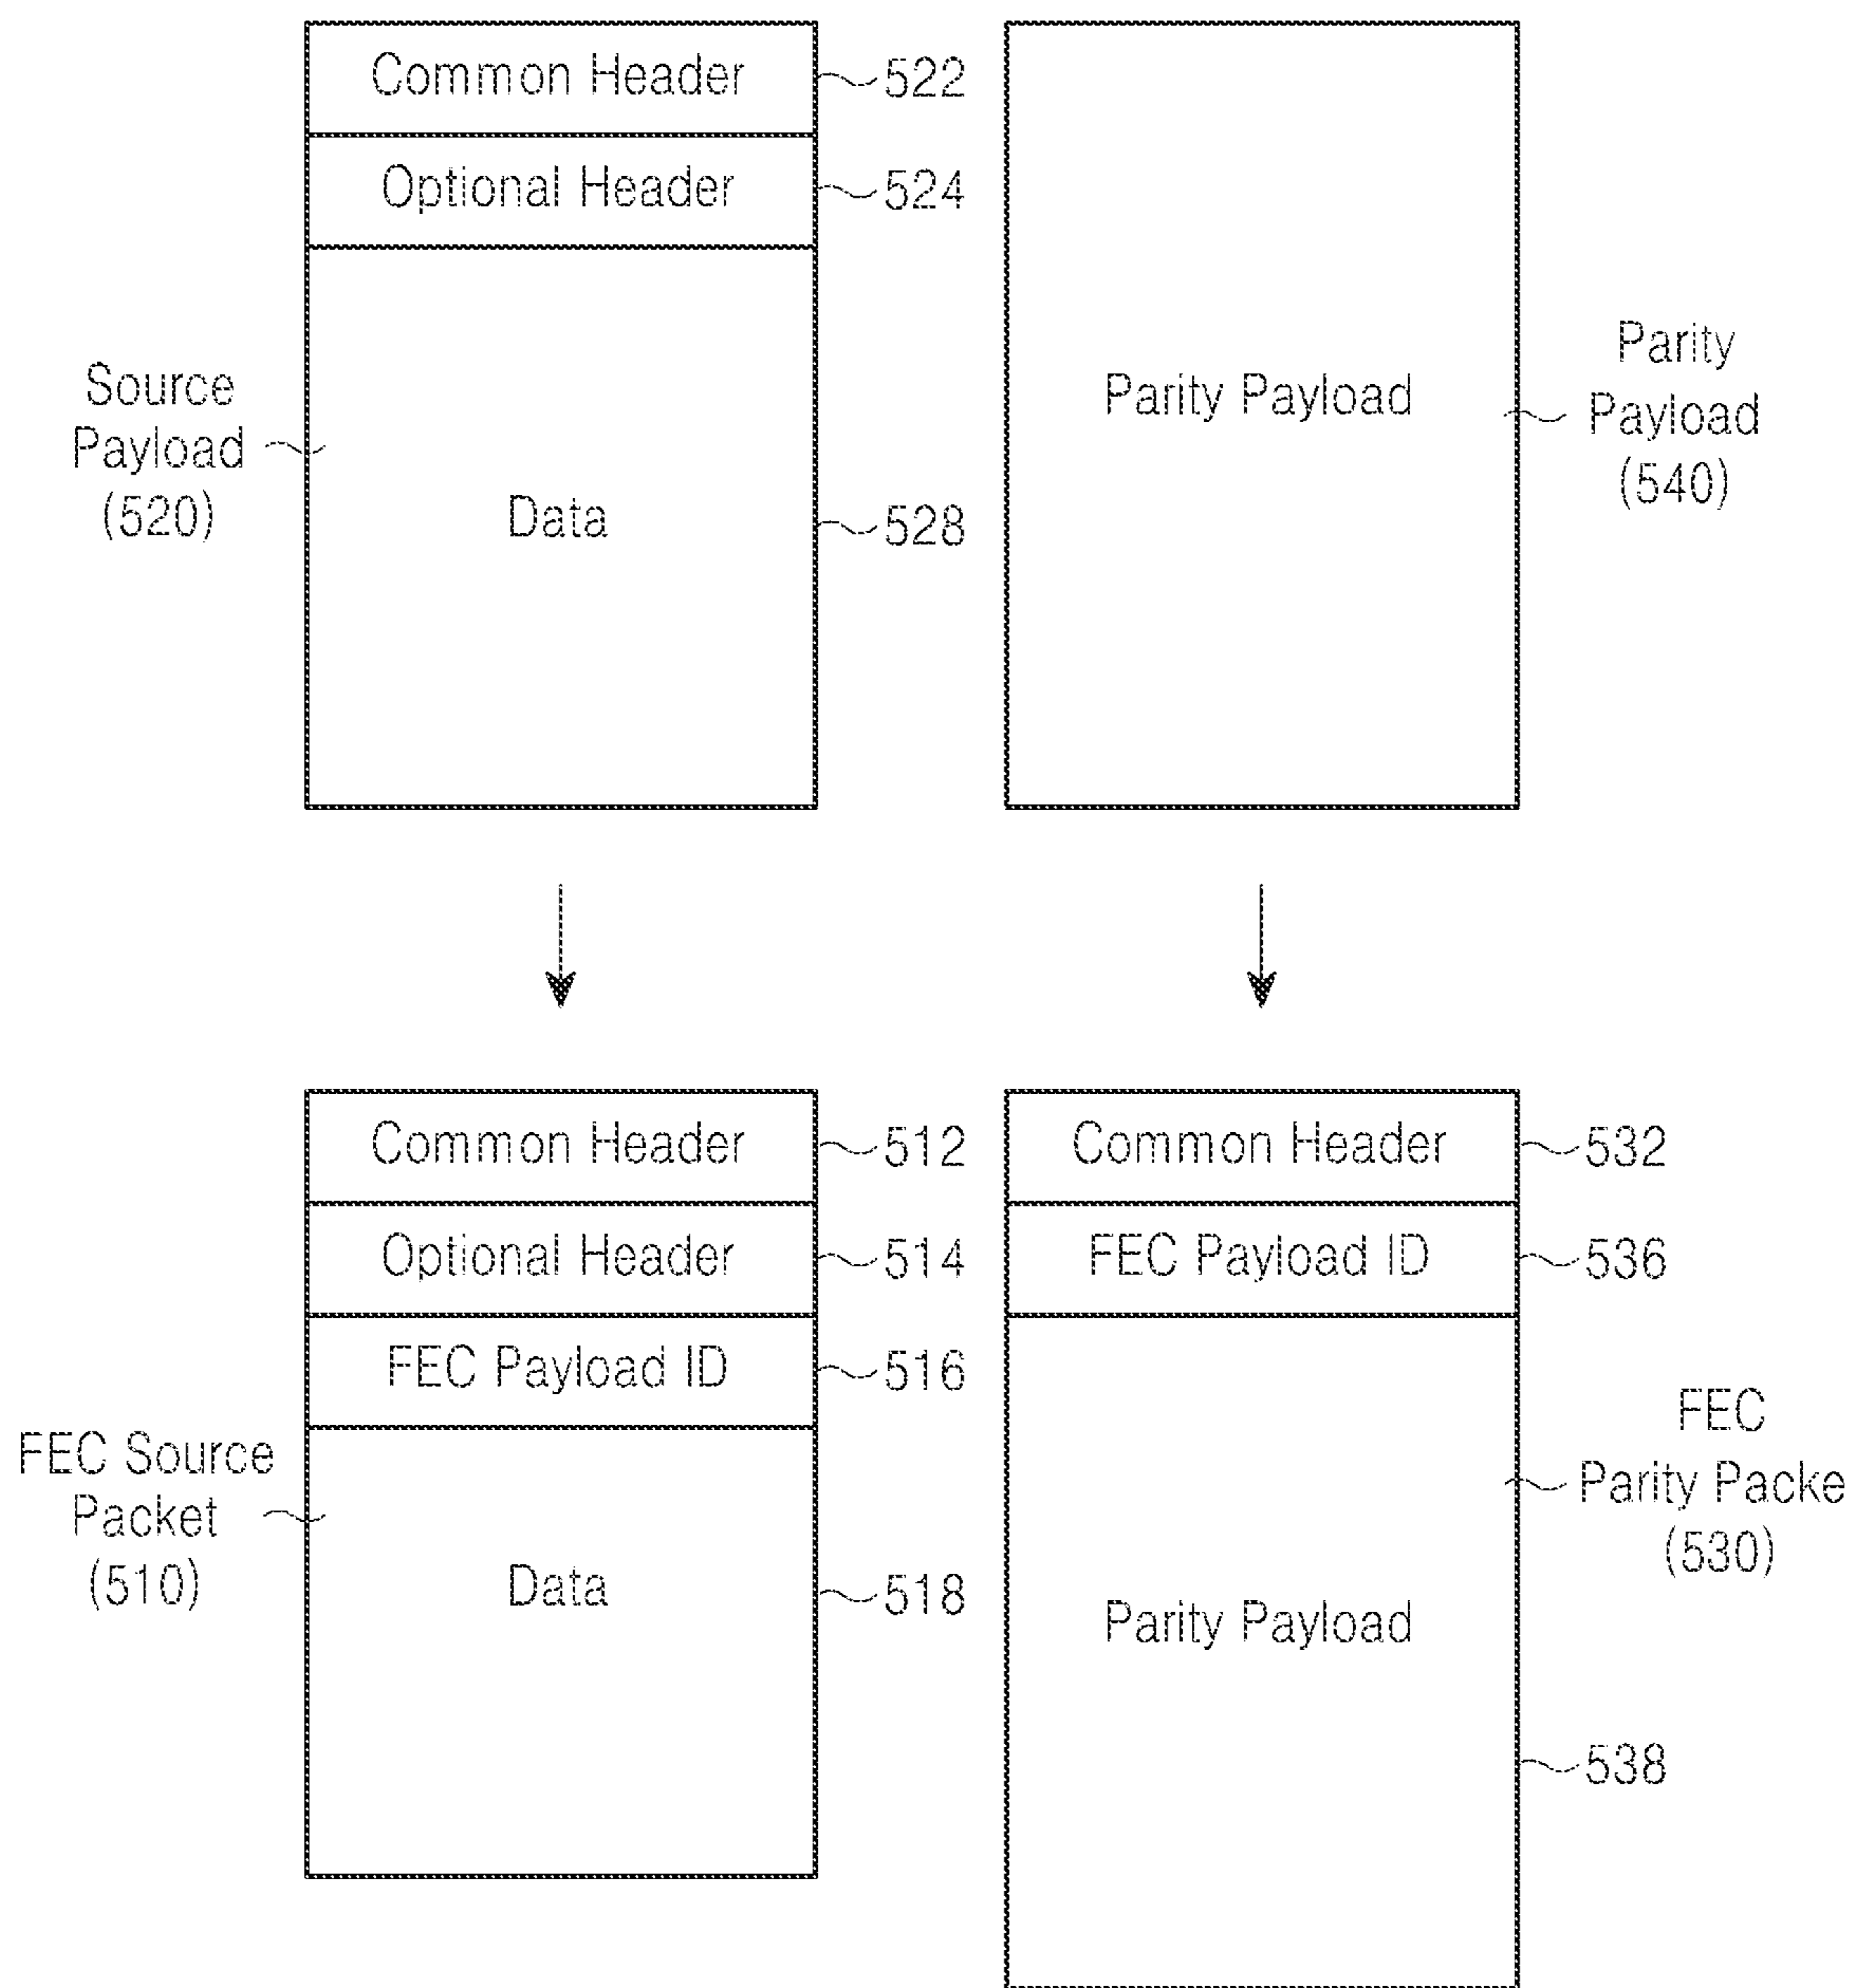 Common Header
522
Optional Header
524
Source
Payload
(520)
Data
528
Parity Payload
Parity
Payload
(540)
Common Header
512
Optional Header
514
FEC Payload ID
516
FEC Source
Packet
(510)
Data
518
Common Header
532
FEC Payload ID
536
FEC
Parity Packe
(530)
Parity Payload
538